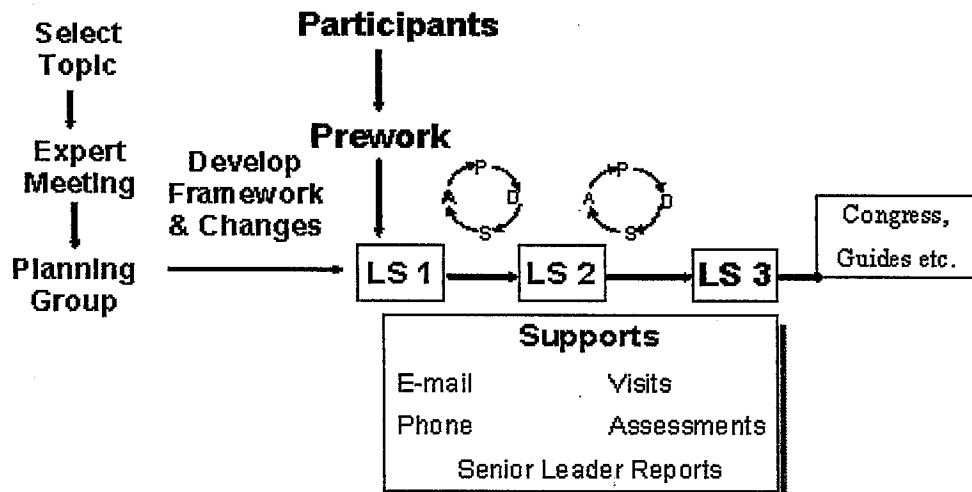 Select
Topic
Expert
Meeting
Planning
Group
Participants
Prework
Develop
Framework
& Changes
P
A
D
S
P
A
D
S
LS 1
LS 2
LS 3
Congress,
Guides etc.
Supports
E-mail
Visits
Phone
Assessments
Senior Leader Reports